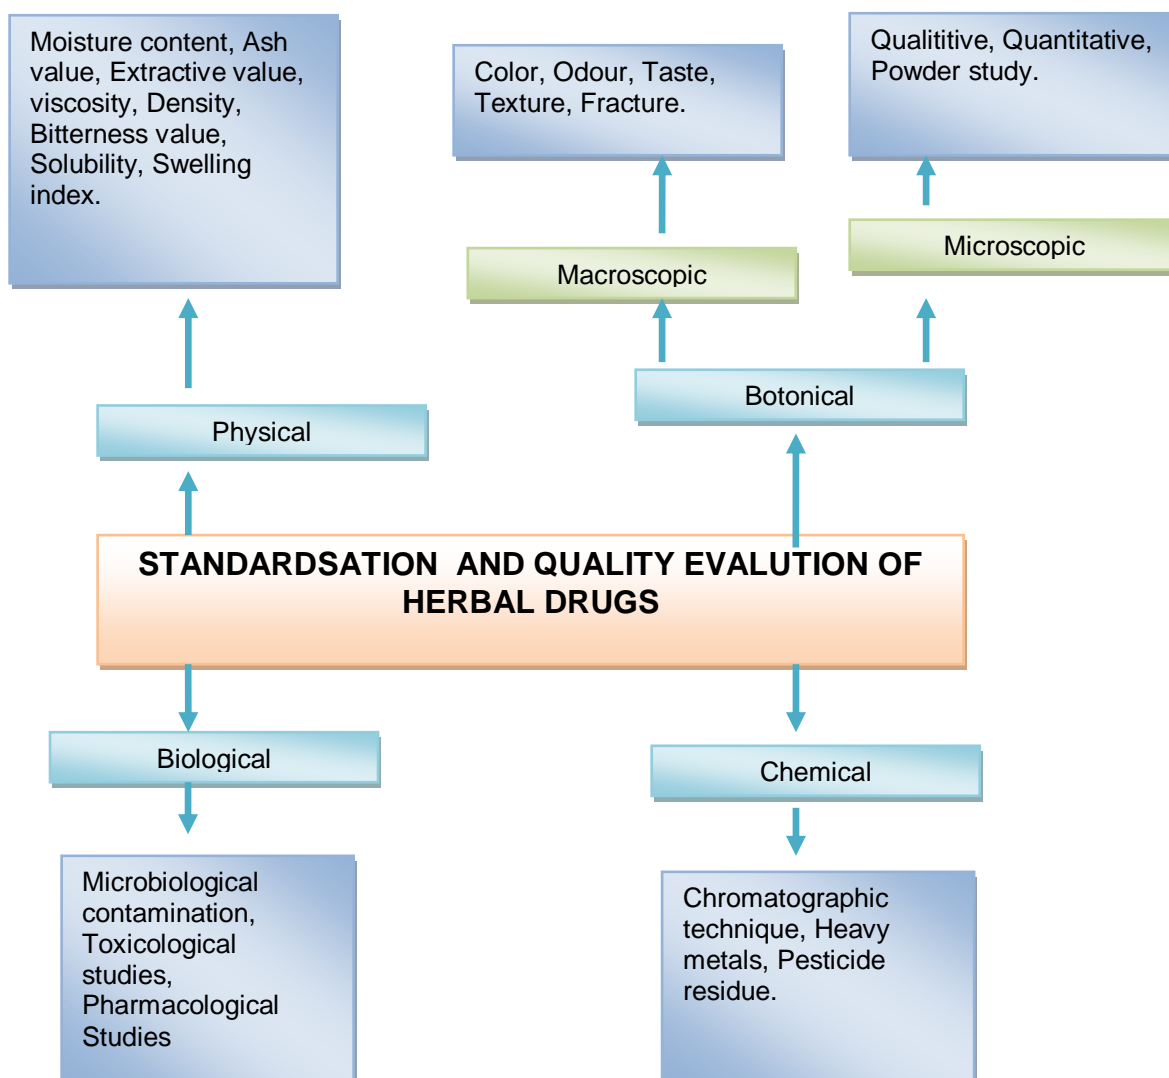 Moisture content, Ash
value, Extractive value,
viscosity, Density,
Bitterness value,
Solubility, Swelling
index.
Color, Odour, Taste,
Texture, Fracture.
Qualititive, Quantitative,
Powder study.
Macroscopic
Microscopic
Physical
Botonical
STANDARDSATION AND QUALITY EVALUTION OF
HERBAL DRUGS
Biological
Chemical
Microbiological
contamination,
Toxicological
studies,
Pharmacological
Studies
Chromatographic
technique, Heavy
metals, Pesticide
residue.